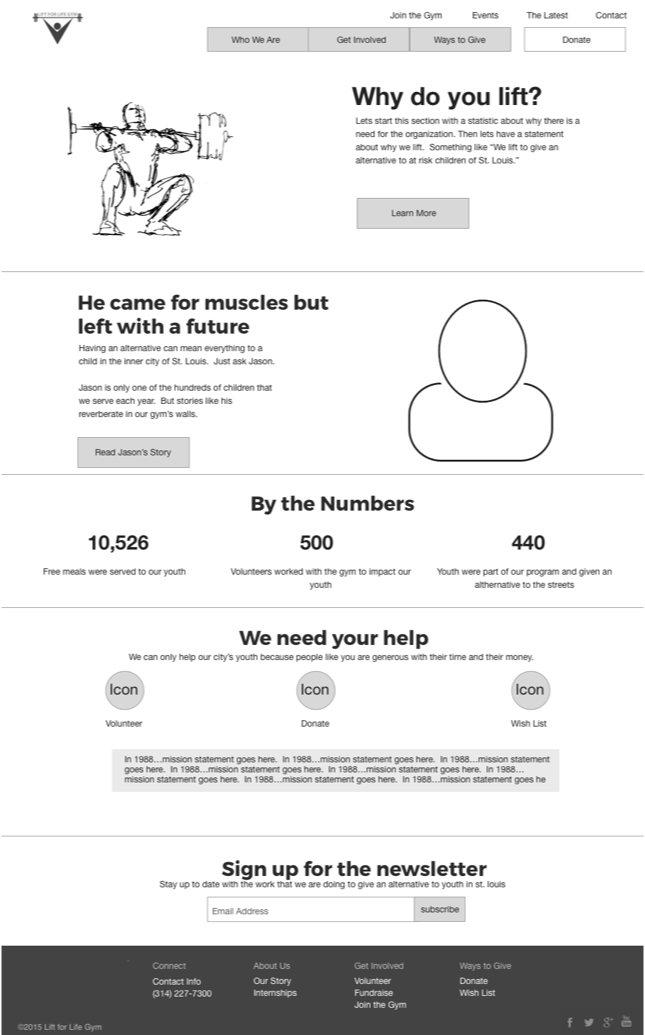 LIFT FOR LIFE GYM
Join the Gym Events The Latest Contact
Who We Are Get Involved Ways to Give Donate
Why do you lift?
Lets start this section with a statistic about why there is a
need for the organization. Then lets have a statement
about why we lift. Something like “We lift to give an
alternative to at risk children of St. Louis.”
Learn More
He came for muscles but
left with a future
Having an alternative can mean everything to a
child in the inner city of St. Louis. Just ask Jason.
Jason is only one of the hundreds of children that
we serve each year. But stories like his
reverberate in our gym's walls.
Read Jason's Story
By the Numbers
10,526
Free meals were served to our youth
500
Volunteers worked with the gym to impact our
youth
440
Youth were part of our program and given an
althernative to the streets
We need your help
We can only help our city's youth because people like you are generous with their time and their money.
Icon Icon Icon
Volunteer Donate Wish List
In 1988...mission statement goes here. In 1988...mission statement goes here. In 1988...mission statement
goes here. In 1988...mission statement goes here. In 1988...mission statement goes here. In 1988...
mission statement goes here. In 1988...mission statement goes here. In 1988...mission statement goes he
Sign up for the newsletter
Stay up to date with the work that we are doing to give an alternative to youth in st. louis
Email Address subscribe
Connect
Contact Info
(314) 227-7300
About Us
Our Story
Internships
Get Involved
Volunteer
Fundraise
Join the Gym
Ways to Give
Donate
Wish List
©2015 Lift for Life Gym